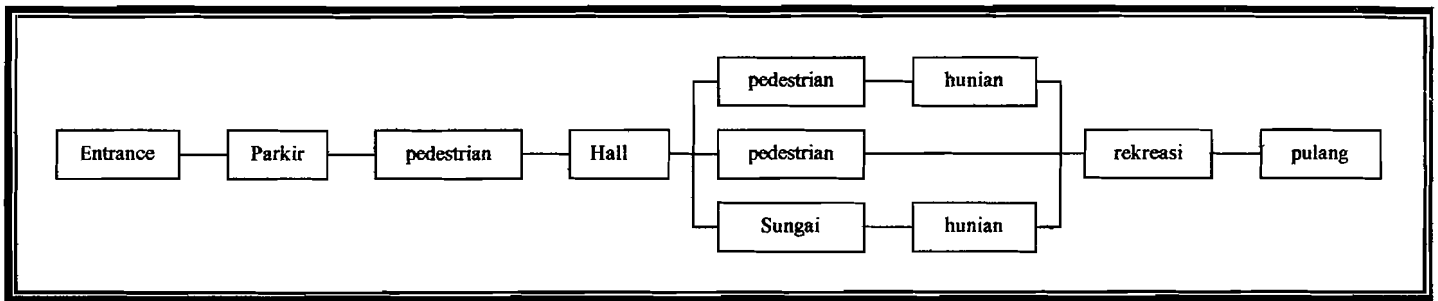 pedestrian hunian
Entrance Parkir pedestrian Hall pedestrian rekreasi pulang
Sungai hunian